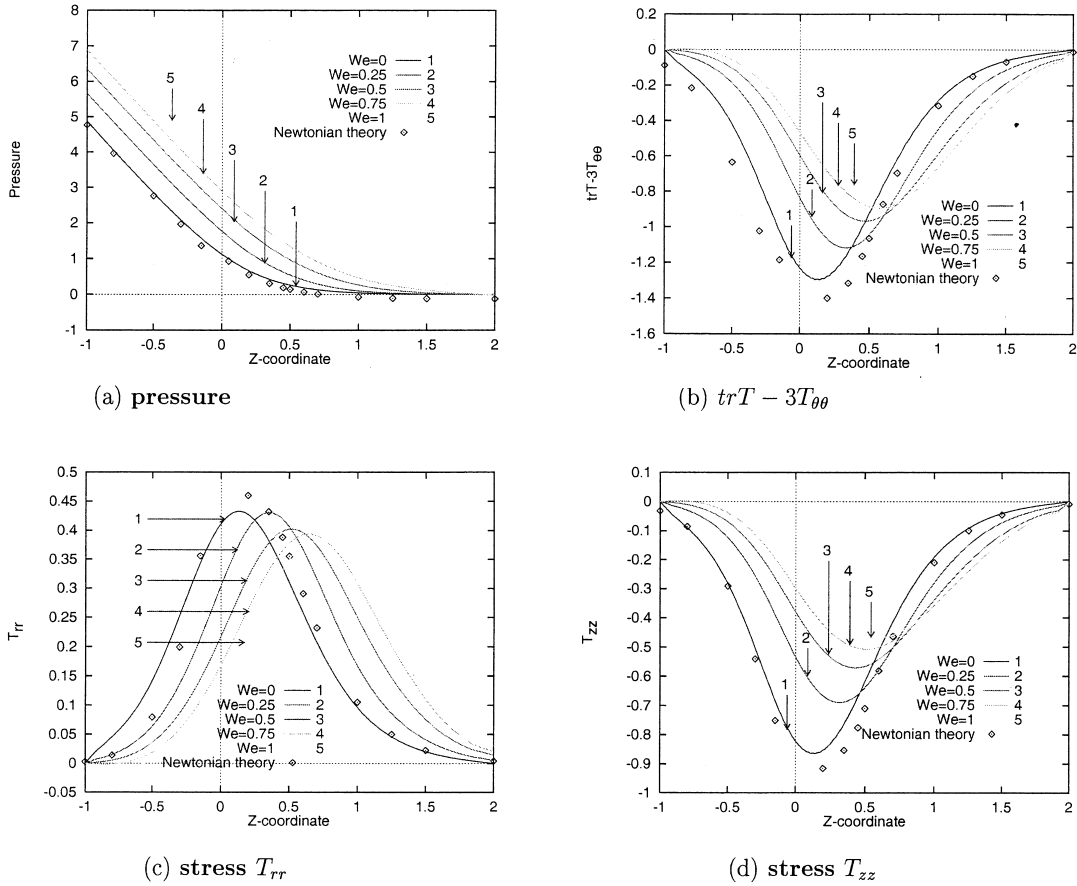 8
7
6
5
4
3
2
1
0
-1
Pressure
We=0 1
We=0.25 2
We=0.5 3
We=0.75 4
We=1 5
Newtonian theory
5
4
3
2
1
-1 -0.5 0 0.5 1 1.5 2
Z-coordinate
(a) pressure
0.2
0
-0.2
-0.4
-0.6
-0.8
-1
-1.2
-1.4
-1.6
trT-3Tθθ
3
4
5
2
1
We=0 1
We=0.25 2
We=0.5 3
We=0.75 4
We=1 5
Newtonian theory
-1 -0.5 0 0.5 1 1.5 2
Z-coordinate
(b) trT − 3Tθθ
0.5
0.45
0.4
0.35
0.3
0.25
0.2
0.15
0.1
0.05
0
-0.05
Trr
1
2
3
4
5
We=0 1
We=0.25 2
We=0.5 3
We=0.75 4
We=1 5
Newtonian theory
-1 -0.5 0 0.5 1 1.5 2
Z-coordinate
(c) stress Trr
0.1
0
-0.1
-0.2
-0.3
-0.4
-0.5
-0.6
-0.7
-0.8
-0.9
-1
Tzz
3
4
5
2
1
We=0 1
We=0.25 2
We=0.5 3
We=0.75 4
We=1 5
Newtonian theory
-1 -0.5 0 0.5 1 1.5 2
Z-coordinate
(d) stress Tzz